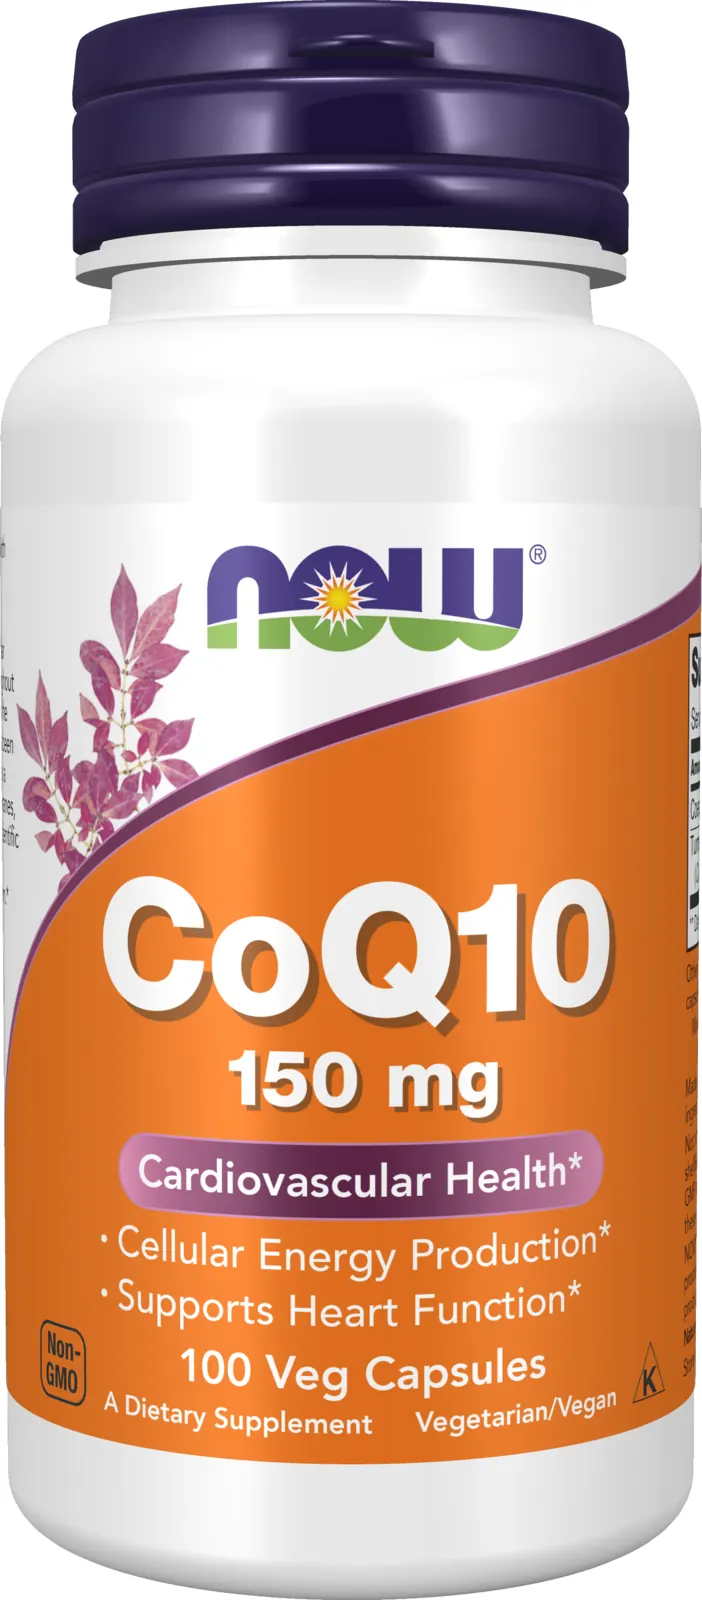 now®
CoQ10
150 mg
Cardiovascular Health*
• Cellular Energy Production*
• Supports Heart Function*
100 Veg Capsules
Non-
GMO
A Dietary Supplement
Vegetarian/Vegan
K